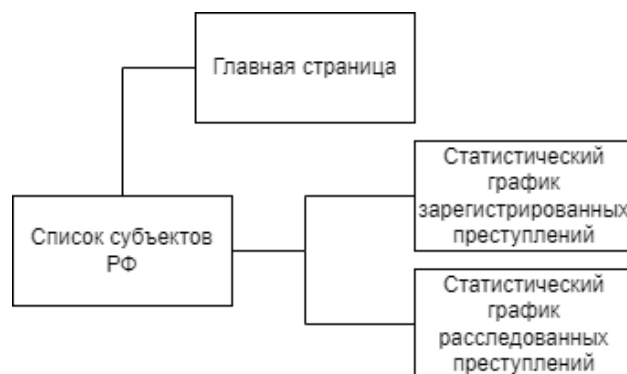 Главная страница
Статистический
график
зарегистрированных
преступлений
Список субъектов
РФ
Статистический
график
расследованных
преступлений